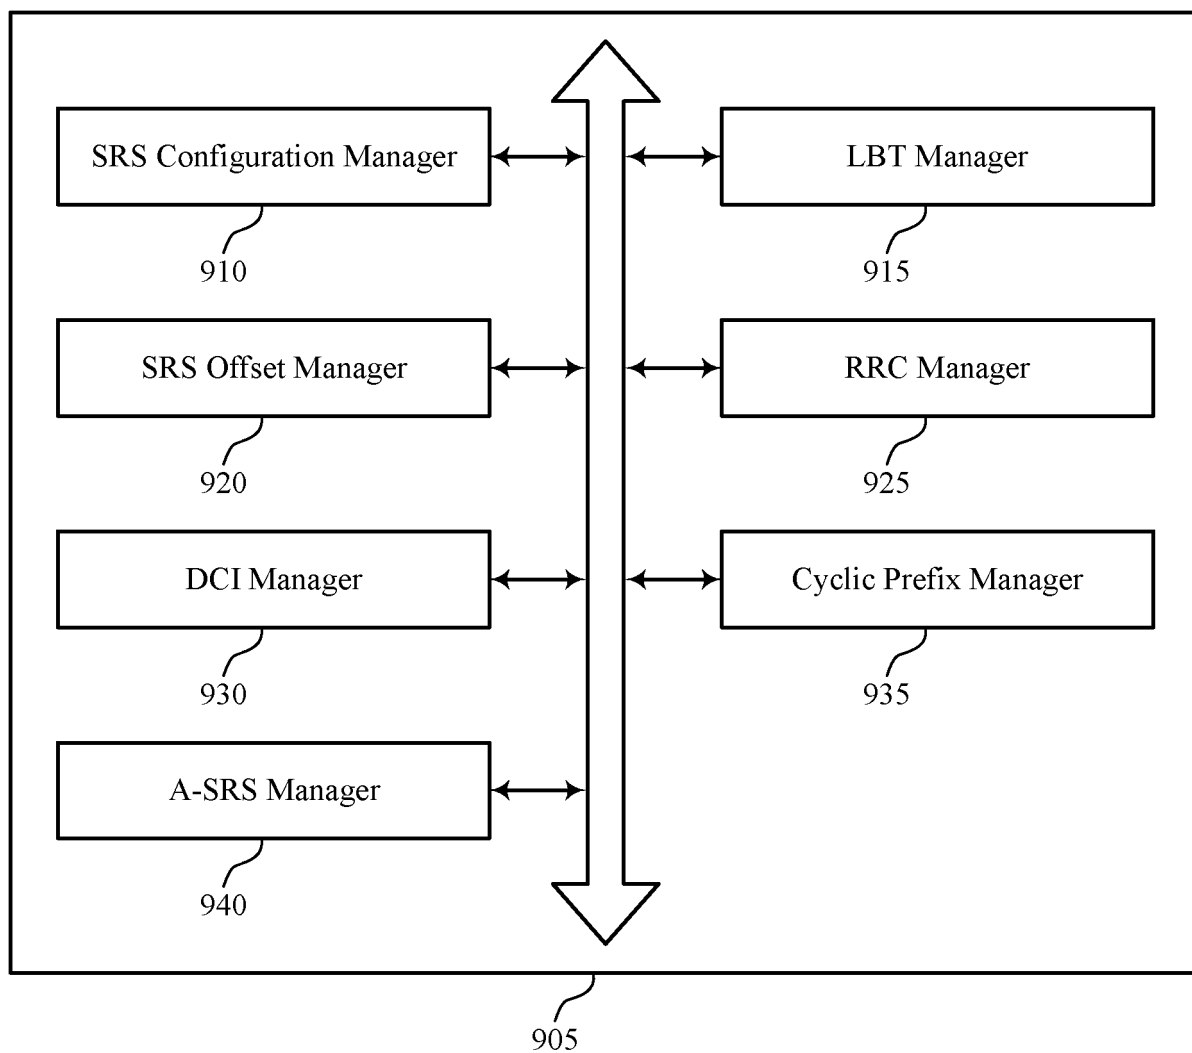 SRS Configuration Manager
LBT Manager
910
915
SRS Offset Manager
RRC Manager
920
925
DCI Manager
Cyclic Prefix Manager
930
935
A-SRS Manager
940
905